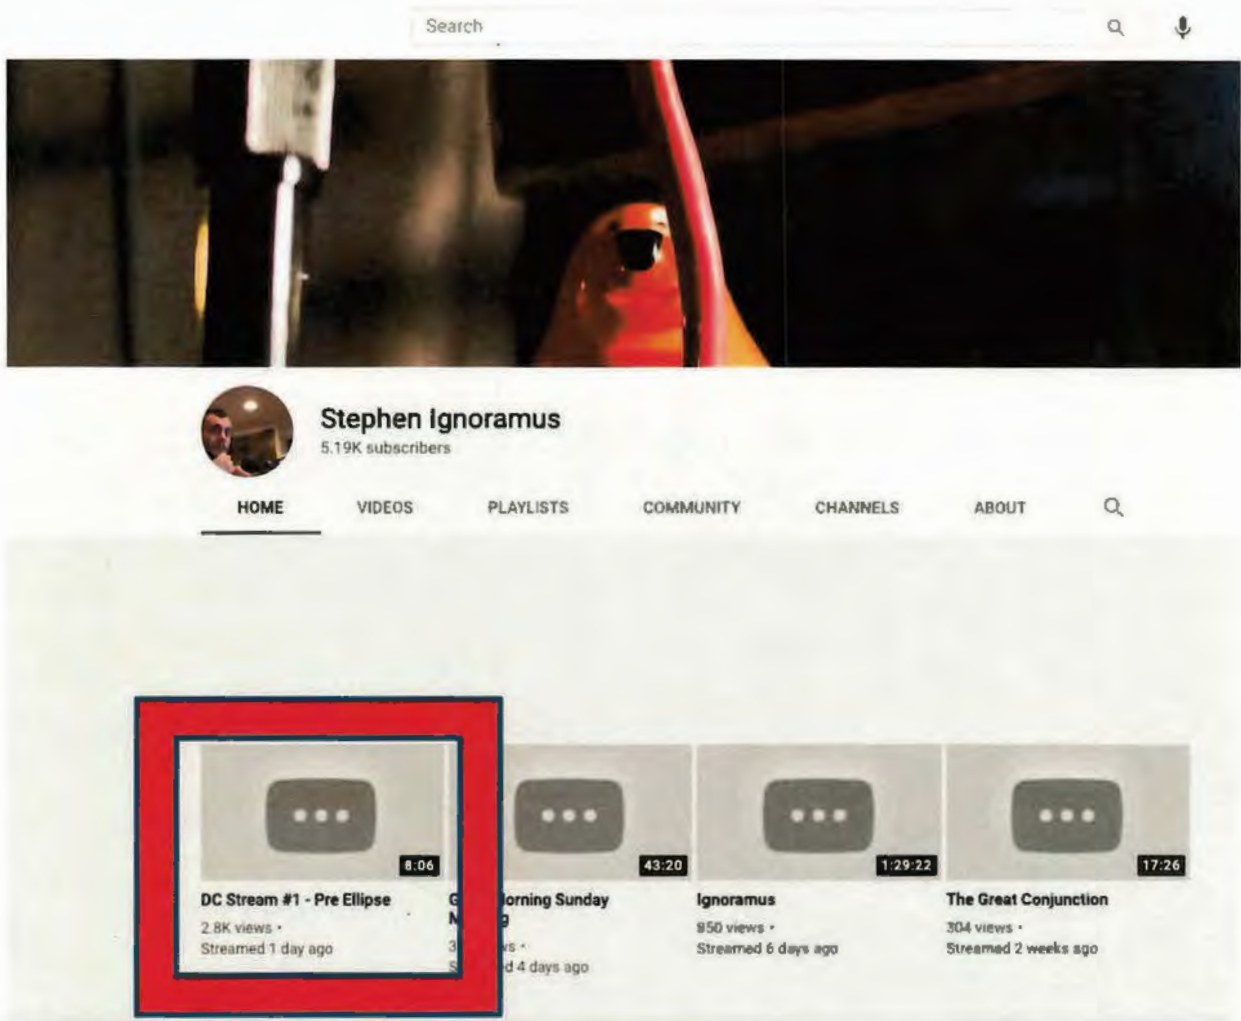 Search
Stephen Ignoramus
5.19K subscribers
HOME VIDEOS PLAYLISTS COMMUNITY CHANNELS ABOUT
8:06 43:20 1:29:22 17:26
DC Stream #1 - Pre Ellipse
2.8K views •
Streamed 1 day ago
Sunday
4 days ago
Ignoramus
850 views •
Streamed 6 days ago
The Great Conjunction
304 views •
Streamed 2 weeks ago